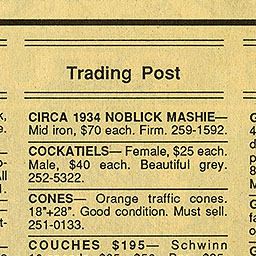 Trading Post
CIRCA 1934 NOBLICK MASHIE—
Mid iron, $70 each. Firm. 259-1592.
COCKATIELS— Female, $25 each.
Male, $40 each. Beautiful grey.
252-5322.
CONES— Orange traffic cones.
18"+28". Good condition. Must sell.
251-0133.
COUCHES $195— Schwinn